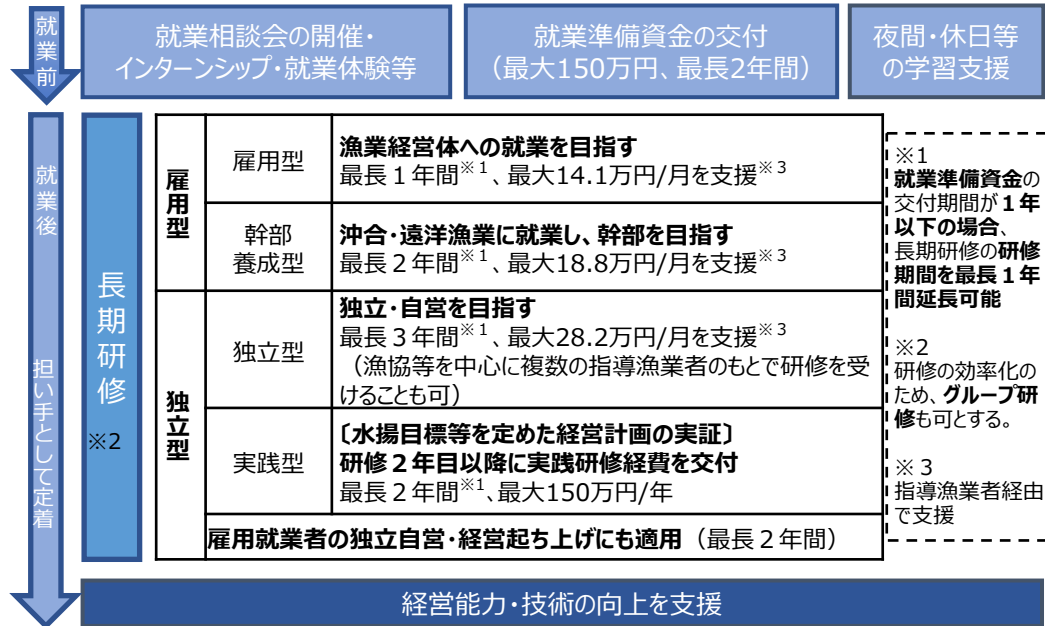 就業前
就業相談会の開催・
インターンシップ・就業体験等
就業準備資金の交付
（最大150万円、最長2年間）
夜間・休日等
の学習支援
就業後
担い手として定着
長期研修
※2
雇用型
雇用型
漁業経営体への就業を目指す
最長１年間※1、最大14.1万円/月を支援※３
幹部
養成型
沖合・遠洋漁業に就業し、幹部を目指す
最長２年間※1、最大18.8万円/月を支援※３
独立型
独立型
独立・自営を目指す
最長３年間※1、最大28.2万円/月を支援※３
（漁協等を中心に複数の指導漁業者のもとで研修を受
けることも可）
実践型
〔水揚目標等を定めた経営計画の実証〕
研修２年目以降に実践研修経費を交付
最長２年間※1、最大150万円/年
雇用就業者の独立自営・経営起ち上げにも適用（最長２年間）
※1
就業準備資金の
交付期間が１年
以下の場合、
長期研修の研修
期間を最長１年
間延長可能
※2
研修の効率化の
ため、グループ研
修も可とする。
※３
指導漁業者経由
で支援
経営能力・技術の向上を支援